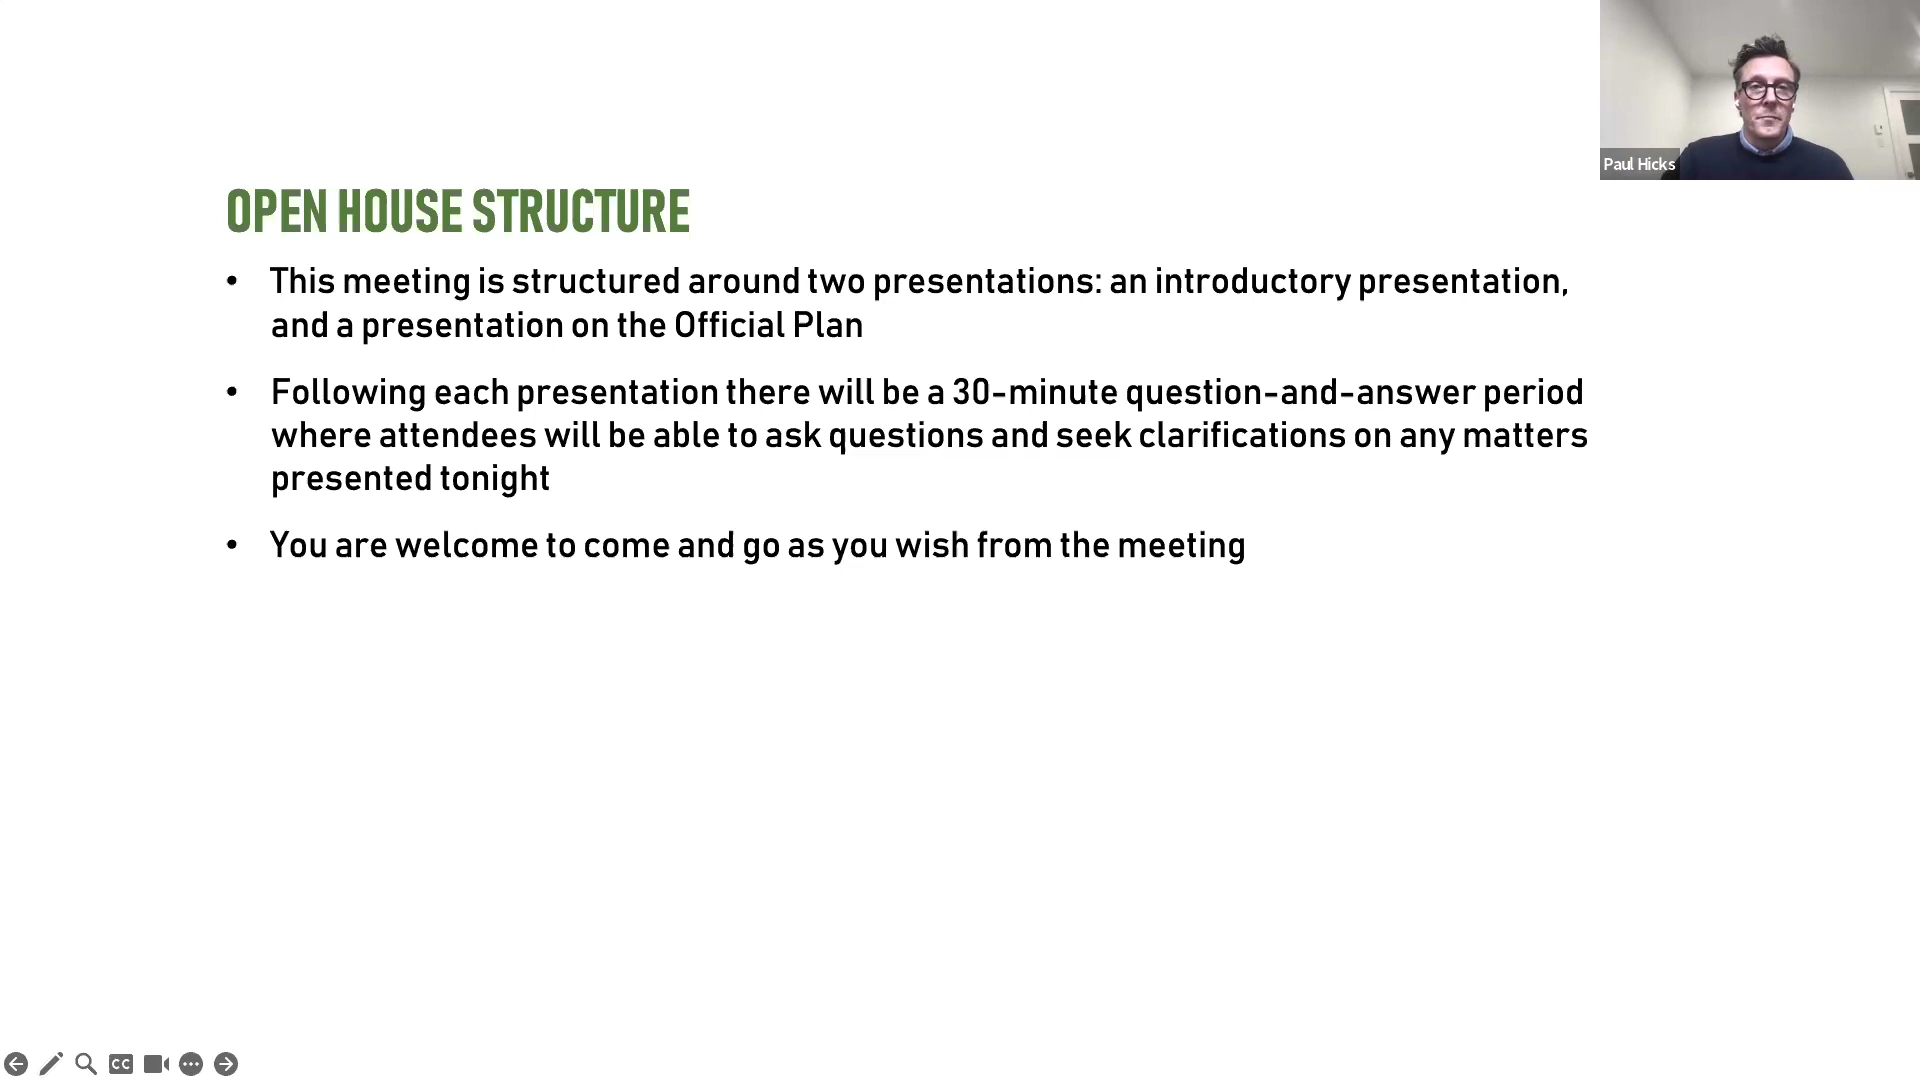 Paul Hicks
OPEN HOUSE STRUCTURE
• This meeting is structured around two presentations: an introductory presentation,
and a presentation on the Official Plan
• Following each presentation there will be a 30-minute question-and-answer period
where attendees will be able to ask questions and seek clarifications on any matters
presented tonight
• You are welcome to come and go as you wish from the meeting
CC